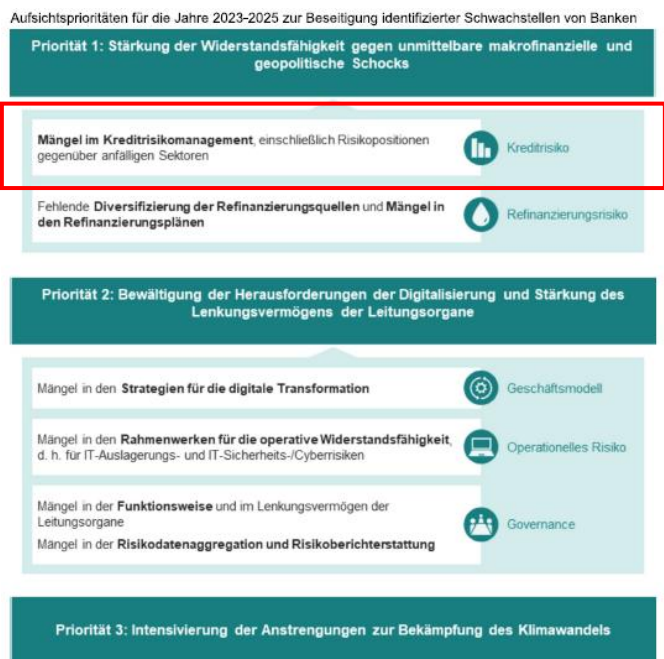 Aufsichtsprioritäten für die Jahre 2023-2025 zur Beseitigung identifizierter Schwachstellen von Banken
Priorität 1: Stärkung der Widerstandsfähigkeit gegen unmittelbare makrofinanzielle und
geopolitische Schocks
Mängel im Kreditrisikomanagement, einschließlich Risikopositionen
gegenüber anfälligen Sektoren
Kreditrisiko
Fehlende Diversifizierung der Refinanzierungsquellen und Mängel in
den Refinanzierungsplänen
Refinanzierungsrisiko
Priorität 2: Bewältigung der Herausforderungen der Digitalisierung und Stärkung des
Lenkungsvermögens der Leitungsorgane
Mängel in den Strategien für die digitale Transformation
Geschäftsmodell
Mängel in den Rahmenwerken für die operative Widerstandsfähigkeit,
d. h. für IT-Auslagerungs- und IT-Sicherheits-/Cyberrisiken
Operationelles Risiko
Mängel in der Funktionsweise und im Lenkungsvermögen der
Leitungsorgane
Mängel in der Risikodatenaggregation und Risikoberichterstattung
Governance
Priorität 3: Intensivierung der Anstrengungen zur Bekämpfung des Klimawandels